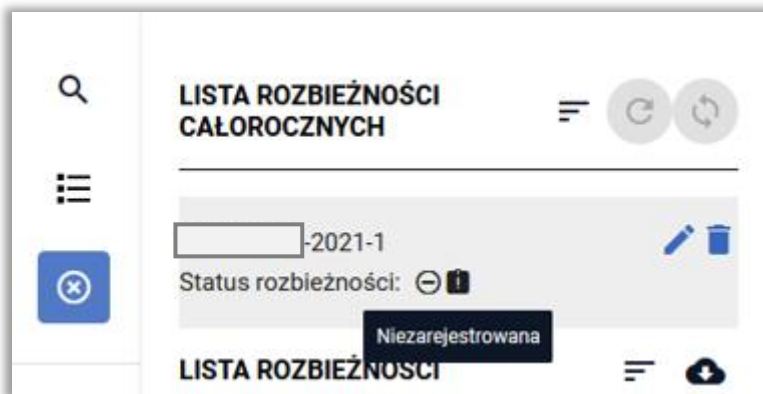 LISTA ROZBIEŻNOŚCI
CAŁOROCZNYCH
-2021-1
Status rozbieżności:
Niezarejestrowana
LISTA ROZBIEŻNOŚCI